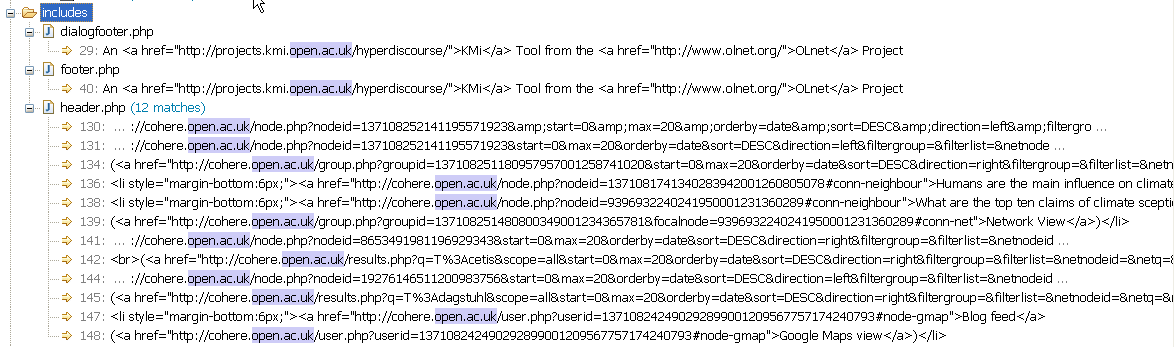 includes
dialogfooter.php
29: An <a href="http://projects.kmi.open.ac.uk/hyperdiscourse/">KMi</a> Tool from the <a href="http://www.olnet.org/">OLnet</a> Project
footer.php
40: An <a href="http://projects.kmi.open.ac.uk/hyperdiscourse/">KMi</a> Tool from the <a href="http://www.olnet.org/">OLnet</a> Project
header.php (12 matches)
130: ... ://cohere.open.ac.uk/node.php?nodeid=137108252141195571923&amp;start=0&amp;max=20&amp;orderby=date&amp;sort=DESC&amp;direction=left&amp;filtergro ...
131: ... ://cohere.open.ac.uk/node.php?nodeid=137108252141195571923&start=0&max=20&orderby=date&sort=DESC&direction=left&filtergroup=&filterlist=&netnode ...
134: (<a href="http://cohere.open.ac.uk/group.php?groupid=137108251180957957001258741020&start=0&max=20&orderby=date&sort=DESC&direction=right&filtergroup=&filterlist=&netn
136: <li style="margin-bottom:6px;"><a href="http://cohere.open.ac.uk/node.php?nodeid=1371081741340283942001260805078#conn-neighbour">Humans are the main influence on climate
138: <li style="margin-bottom:6px;"><a href="http://cohere.open.ac.uk/node.php?nodeid=9396932240241950001231360289#conn-neighbour">What are the top ten claims of climate scepti
139: (<a href="http://cohere.open.ac.uk/group.php?groupid=1371082514808003490012343657​81&focalnode=9396932240241950001231360289#conn-net">Network View</a>)</li>
141: ... ://cohere.open.ac.uk/node.php?nodeid=8653491981196929343&start=0&max=20&orderby=date&sort=DESC&direction=right&filtergroup=&filterlist=&netnodeid ...
142: <br>(<a href="http://cohere.open.ac.uk/results.php?q=T%3Acetis&scope=all&start=0&max=20&orderby=date&sort=DESC&direction=right&filtergroup=&filterlist=&netnodeid=&netq=&
144: ... ://cohere.open.ac.uk/node.php?nodeid=19276146511200983756&start=0&max=20&orderby=date&sort=DESC&direction=left&filtergroup=&filterlist=&netnodeid ...
145: (<a href="http://cohere.open.ac.uk/results.php?q=T%3Adagstuhl&scope=all&start=0&max=20&orderby=date&sort=DESC&direction=right&filtergroup=&filterlist=&netnodeid=&netq=&
147: <li style="margin-bottom:6px;"><a href="http://cohere.open.ac.uk/user.php?userid=1371082424902928990012095677571​74240793#node-gmap">Blog feed</a>
148: (<a href="http://cohere.open.ac.uk/user.php?userid=137108242490292899001209567757174240793#node-gmap">Google Maps view</a>)</li>